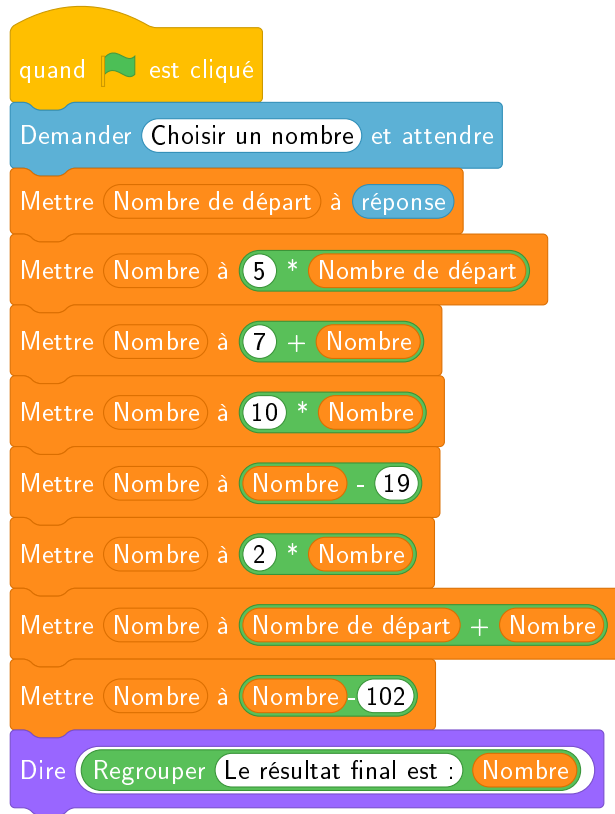 quand est cliqué
Demander Choisir un nombre et attendre
Mettre Nombre de départ à réponse
Mettre Nombre à 5 * Nombre de départ
Mettre Nombre à 7 + Nombre
Mettre Nombre à 10 * Nombre
Mettre Nombre à Nombre - 19
Mettre Nombre à 2 * Nombre
Mettre Nombre à Nombre de départ + Nombre
Mettre Nombre à Nombre - 102
Dire Regrouper Le résultat final est : Nombre